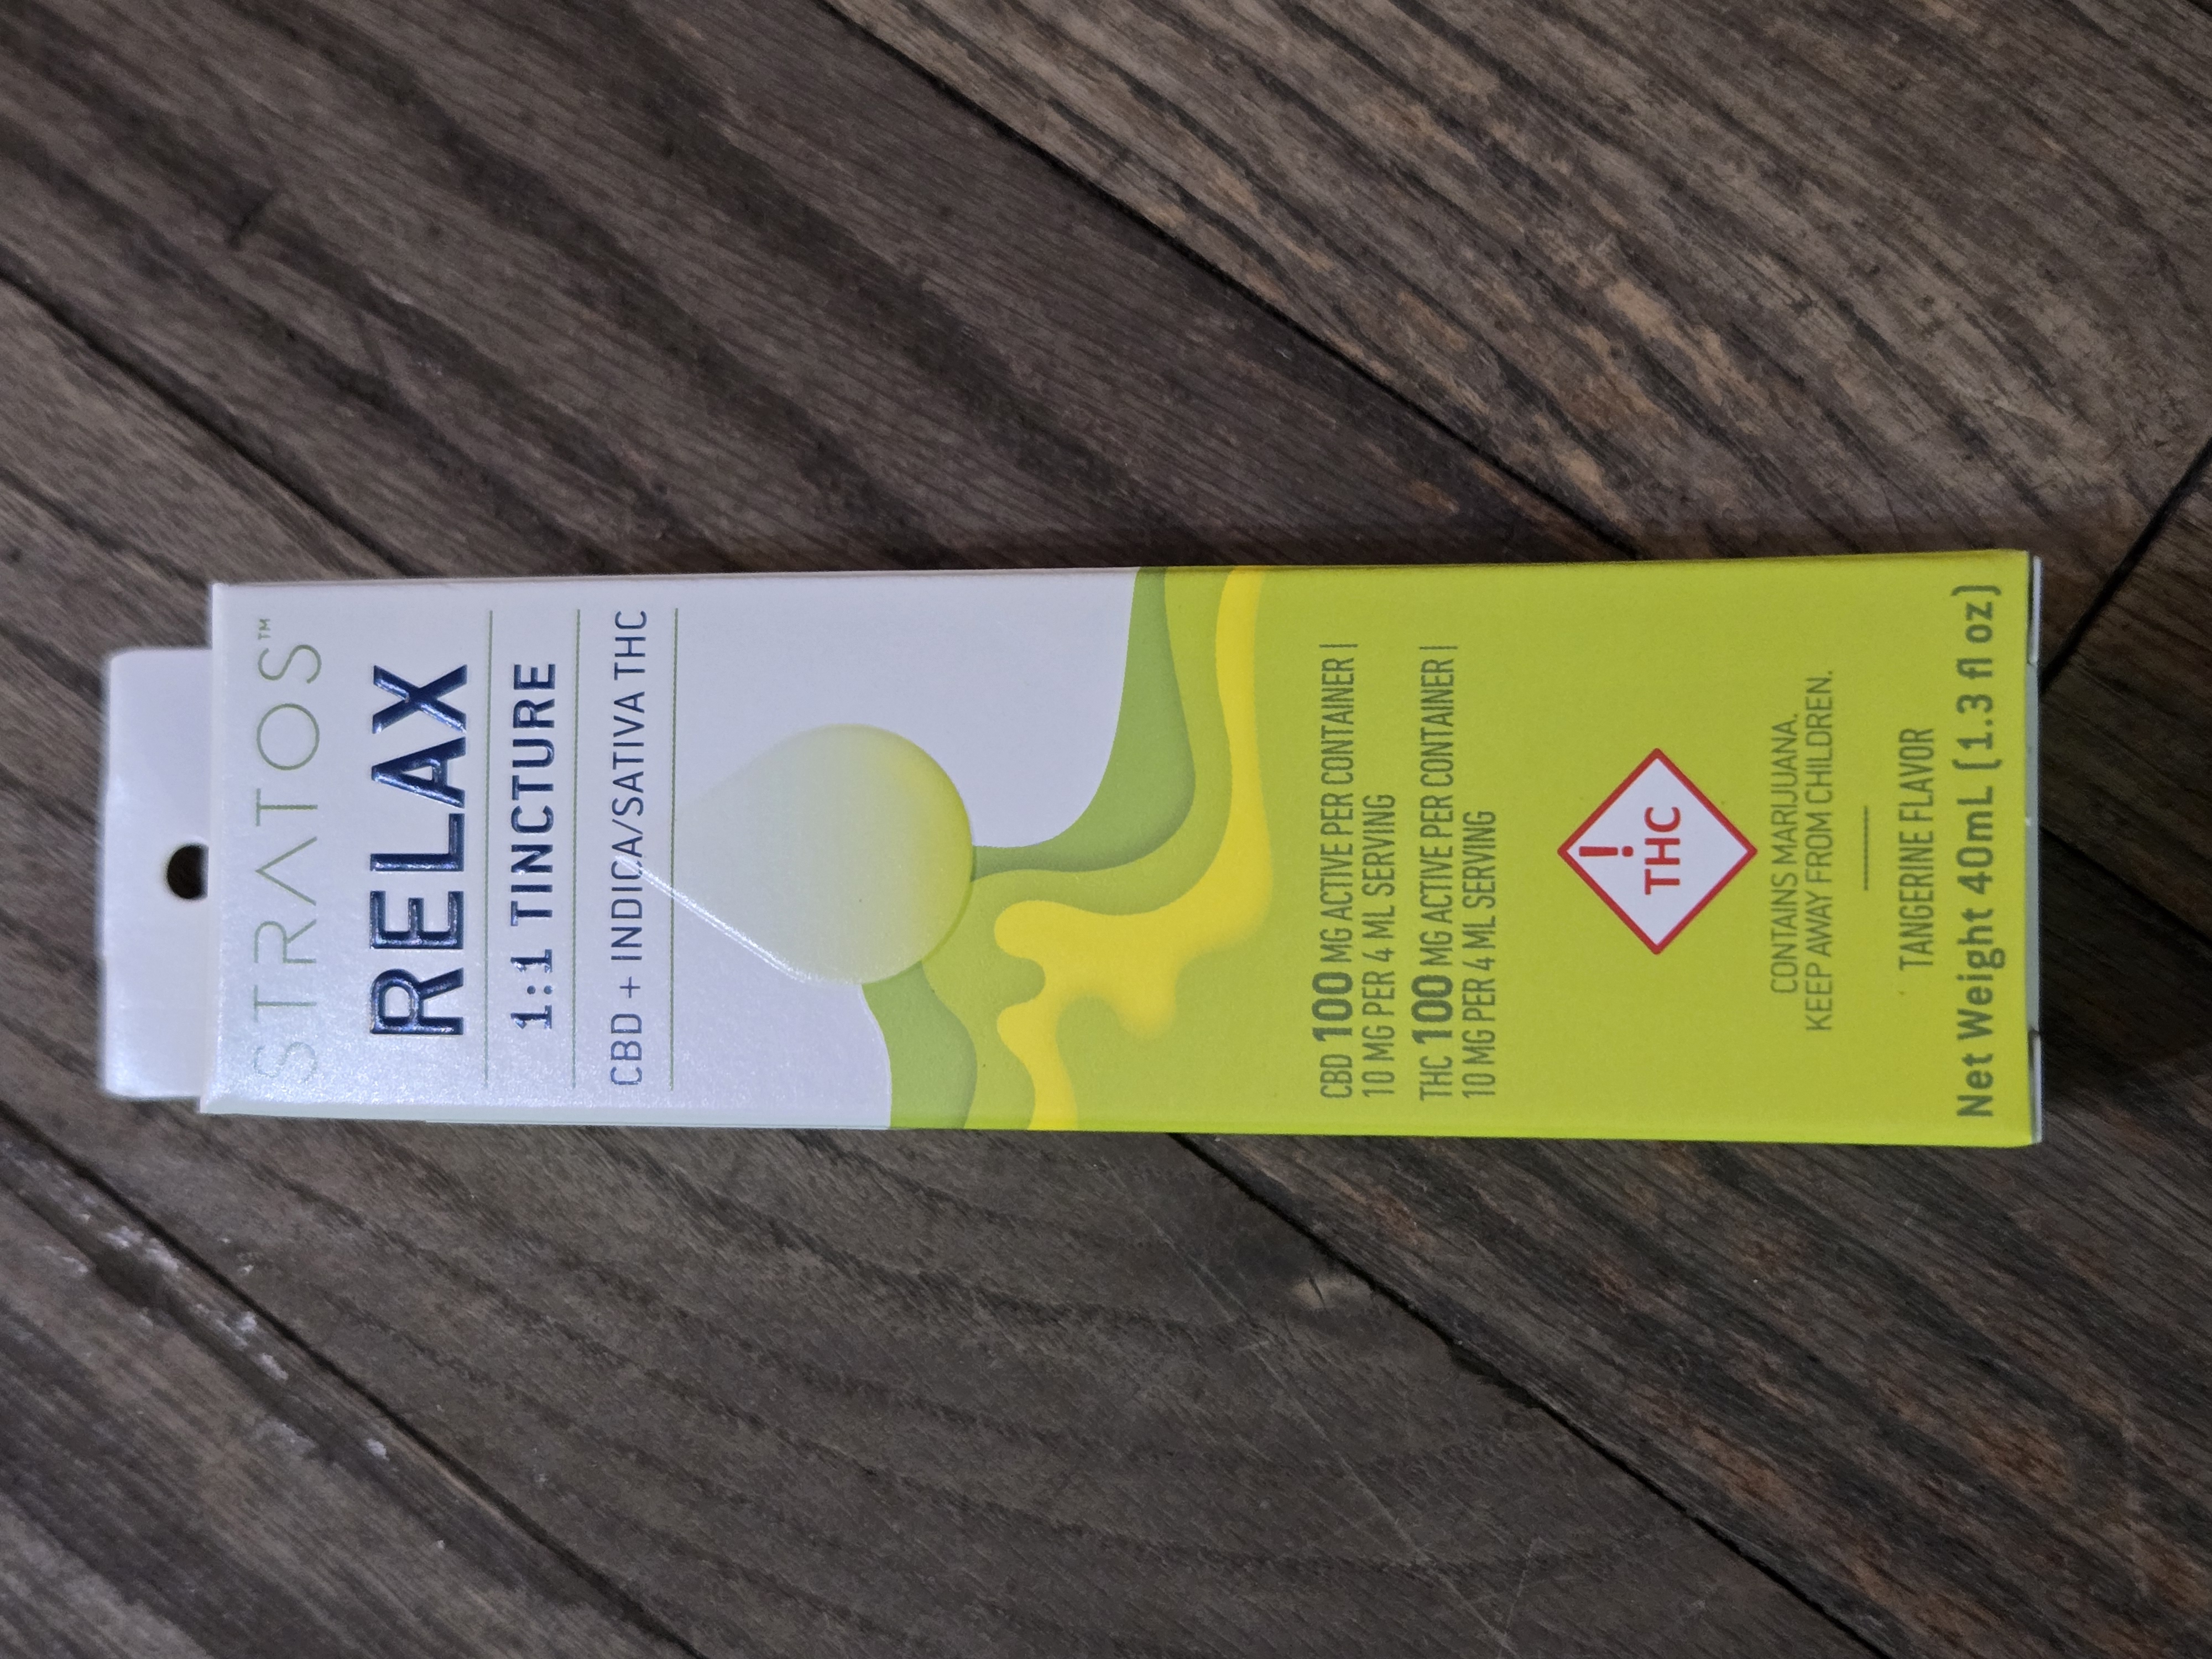 STRATOS™
RELAX
1:1 TINCTURE
CBD + INDICA/SATIVA THC
CBD 100 MG ACTIVE PER CONTAINER |
10 MG PER 4 ML SERVING
THC 100 MG ACTIVE PER CONTAINER |
10 MG PER 4 ML SERVING
!
THC
CONTAINS MARIJUANA.
KEEP AWAY FROM CHILDREN.
TANGERINE FLAVOR
Net Weight 40mL (1.3 fl oz)